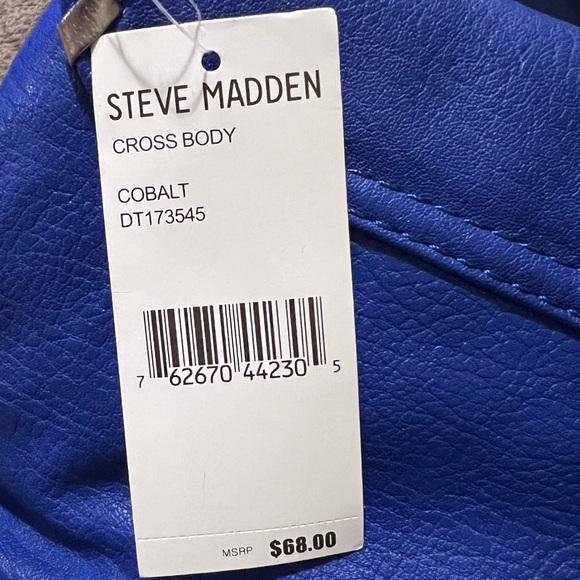 STEVE MADDEN
CROSS BODY
COBALT
DT173545
7 62670 44230 5
MSRP $68.00